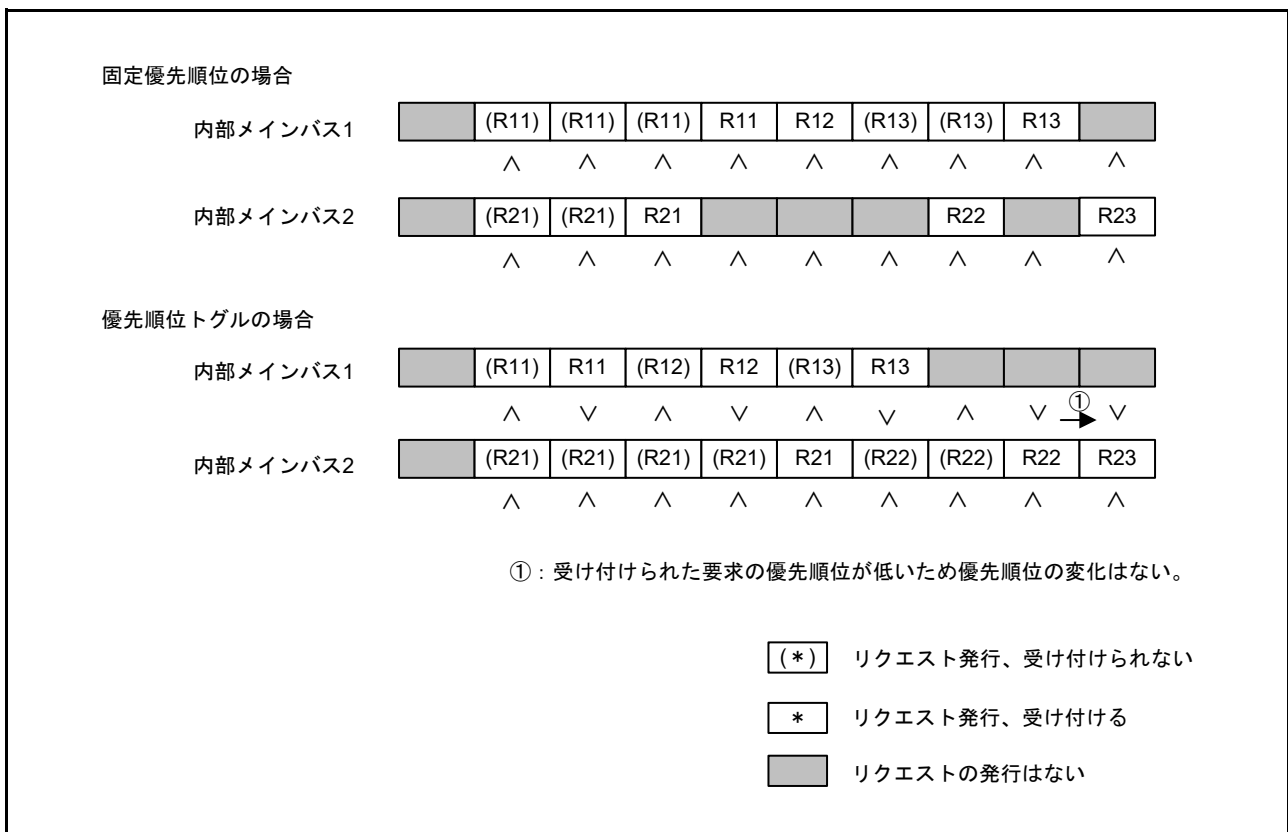 固定優先順位の場合
内部メインバス1 (R11) (R11) (R11) R11 R12 (R13) (R13) R13
∧ ∧ ∧ ∧ ∧ ∧ ∧ ∧ ∧
内部メインバス2 (R21) (R21) R21 R22 R23
∧ ∧ ∧ ∧ ∧ ∧ ∧ ∧ ∧
優先順位トグルの場合
内部メインバス1 (R11) R11 (R12) R12 (R13) R13
∧ ∨ ∧ ∨ ∧ ∨ ∧ ∨ ① ∨
内部メインバス2 (R21) (R21) (R21) (R21) R21 (R22) (R22) R22 R23
∧ ∧ ∧ ∧ ∧ ∧ ∧ ∧ ∧
①：受け付けられた要求の優先順位が低いため優先順位の変化はない。
(*) リクエスト発行、受け付けられない
* リクエスト発行、受け付ける
リクエストの発行はない